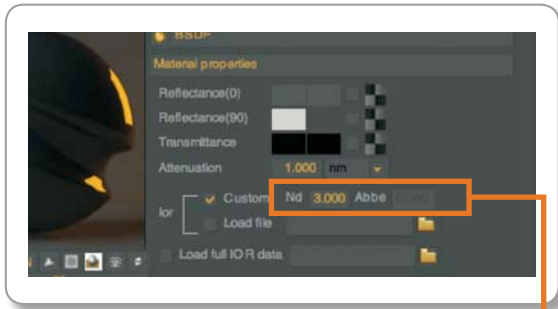 BSDF
Material properties
Reflectance(0)
Reflectance(90)
Transmittance
Attenuation 1.000 nm
Ior Custom Nd 3.000 Abbe
Load file
Load full IOR data